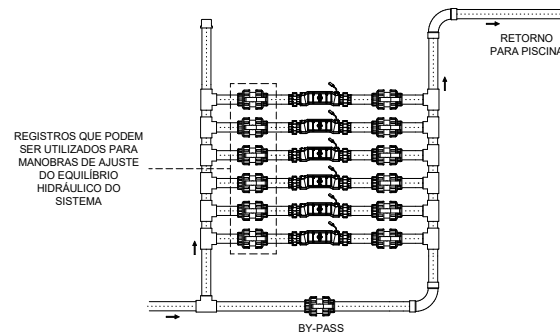 RETORNO
PARA PISCINA
REGISTROS QUE PODEM
SER UTILIZADOS PARA
MANOBRAS DE AJUSTE
DO EQUILÍBRIO
HIDRÁULICO DO
SISTEMA
BY-PASS